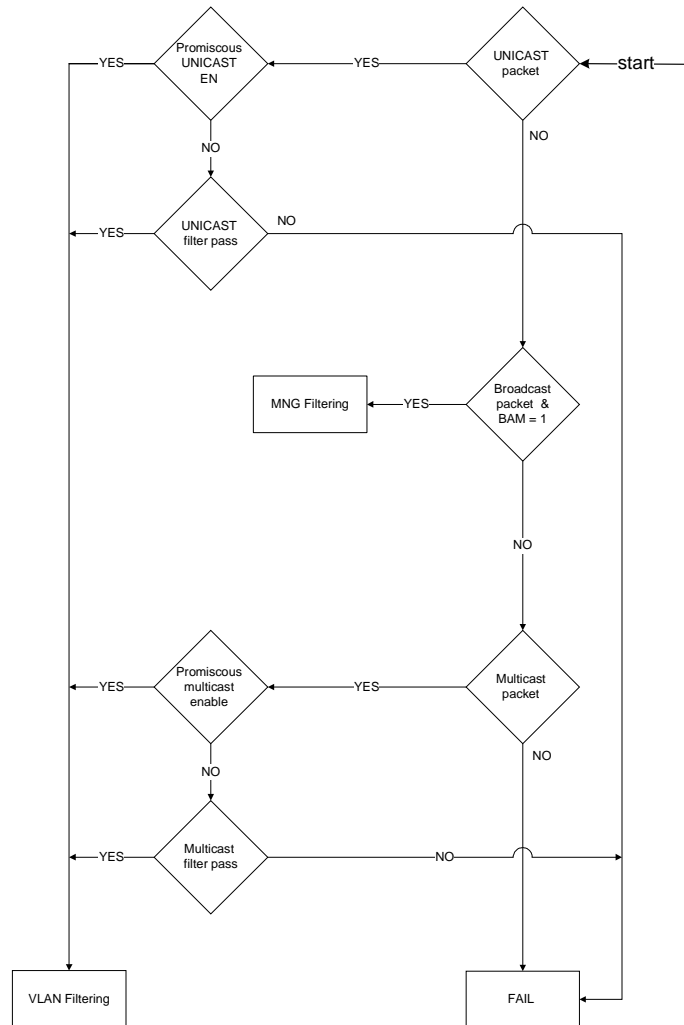 Promiscous
UNICAST
EN
YES
YES
UNICAST
packet
start
NO
NO
UNICAST
filter pass
YES
NO
Broadcast
packet &
BAM = 1
YES
MNG Filtering
NO
Promiscous
multicast
enable
YES
YES
Multicast
packet
NO
NO
Multicast
filter pass
YES
NO
VLAN Filtering
FAIL